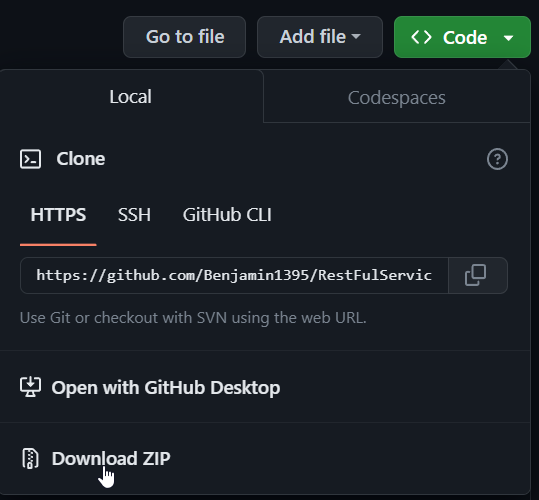 Go to file
Add file
Code
Local
Codespaces
Clone
HTTPS
SSH
GitHub CLI
https://github.com/Benjamin1395/RestFulServic
Use Git or checkout with SVN using the web URL.
Open with GitHub Desktop
Download ZIP